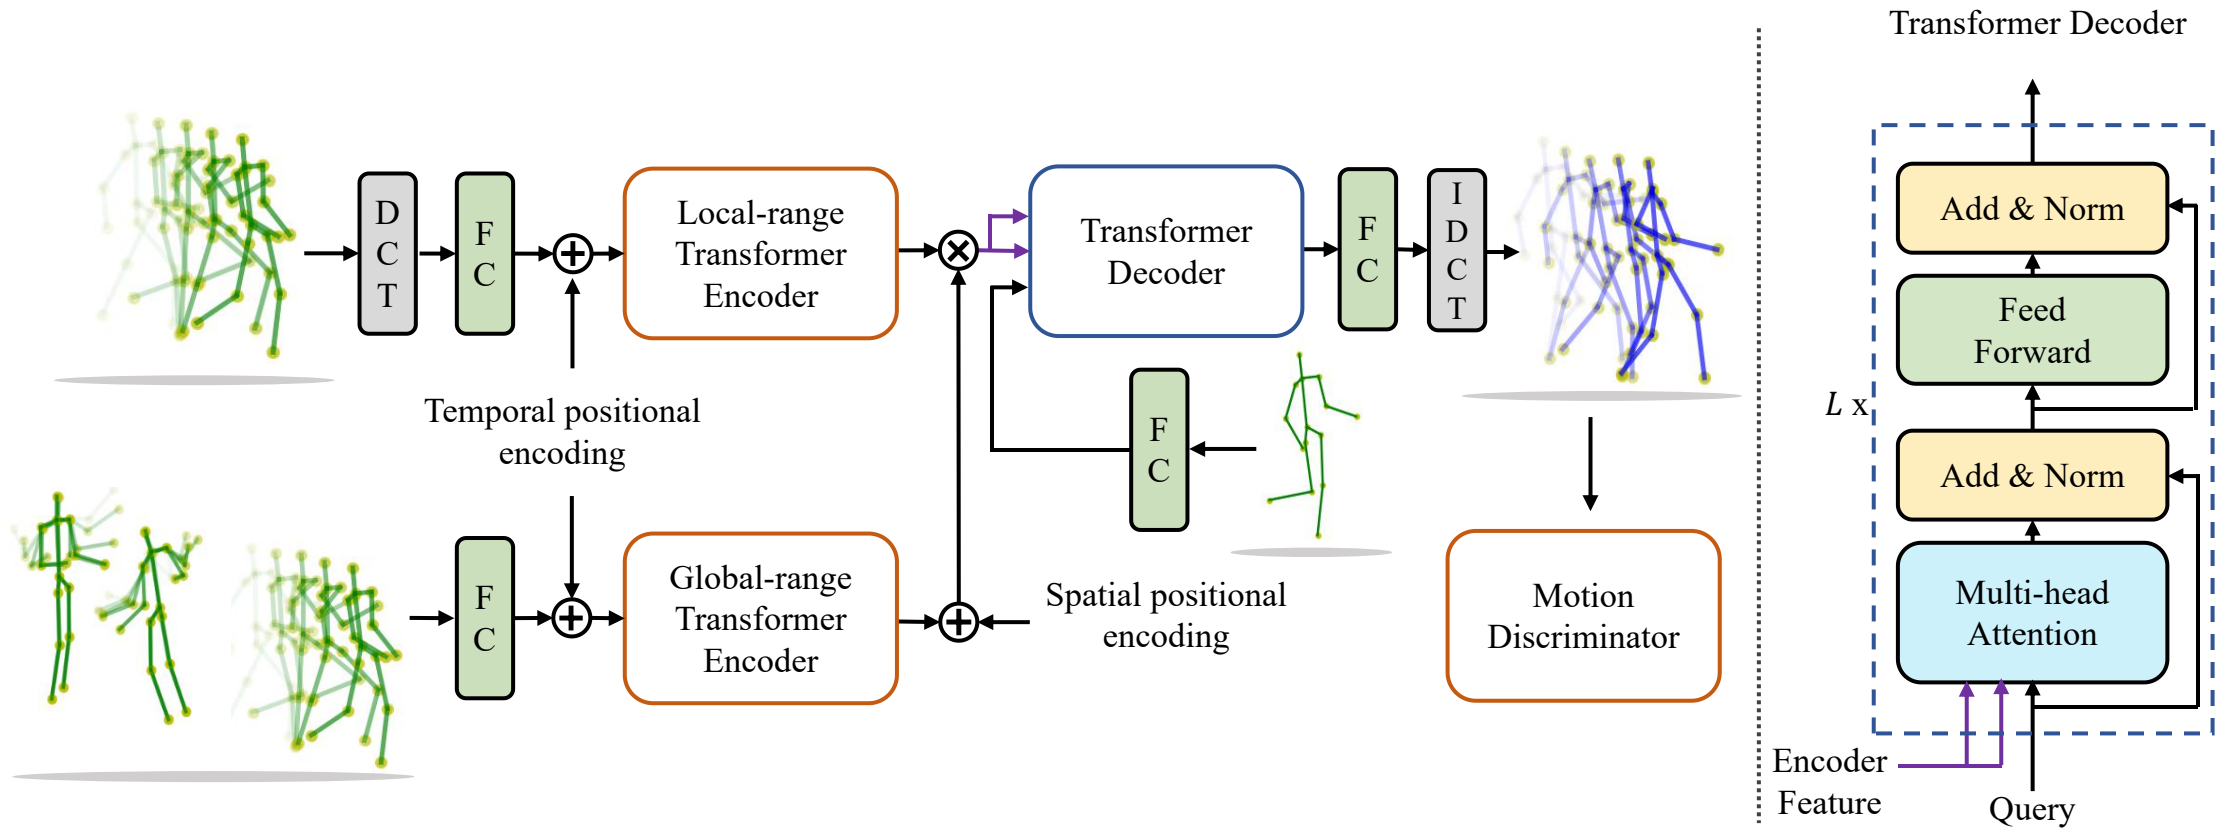 D
C
T
F
C
+
Local-range
Transformer
Encoder
×
Transformer
Decoder
F
C
I
D
C
T
Temporal positional
encoding
F
C
F
C
+
Global-range
Transformer
Encoder
+
Spatial positional
encoding
Motion
Discriminator
Transformer Decoder
Add & Norm
Feed
Forward
L x
Add & Norm
Multi-head
Attention
Encoder
Feature
Query